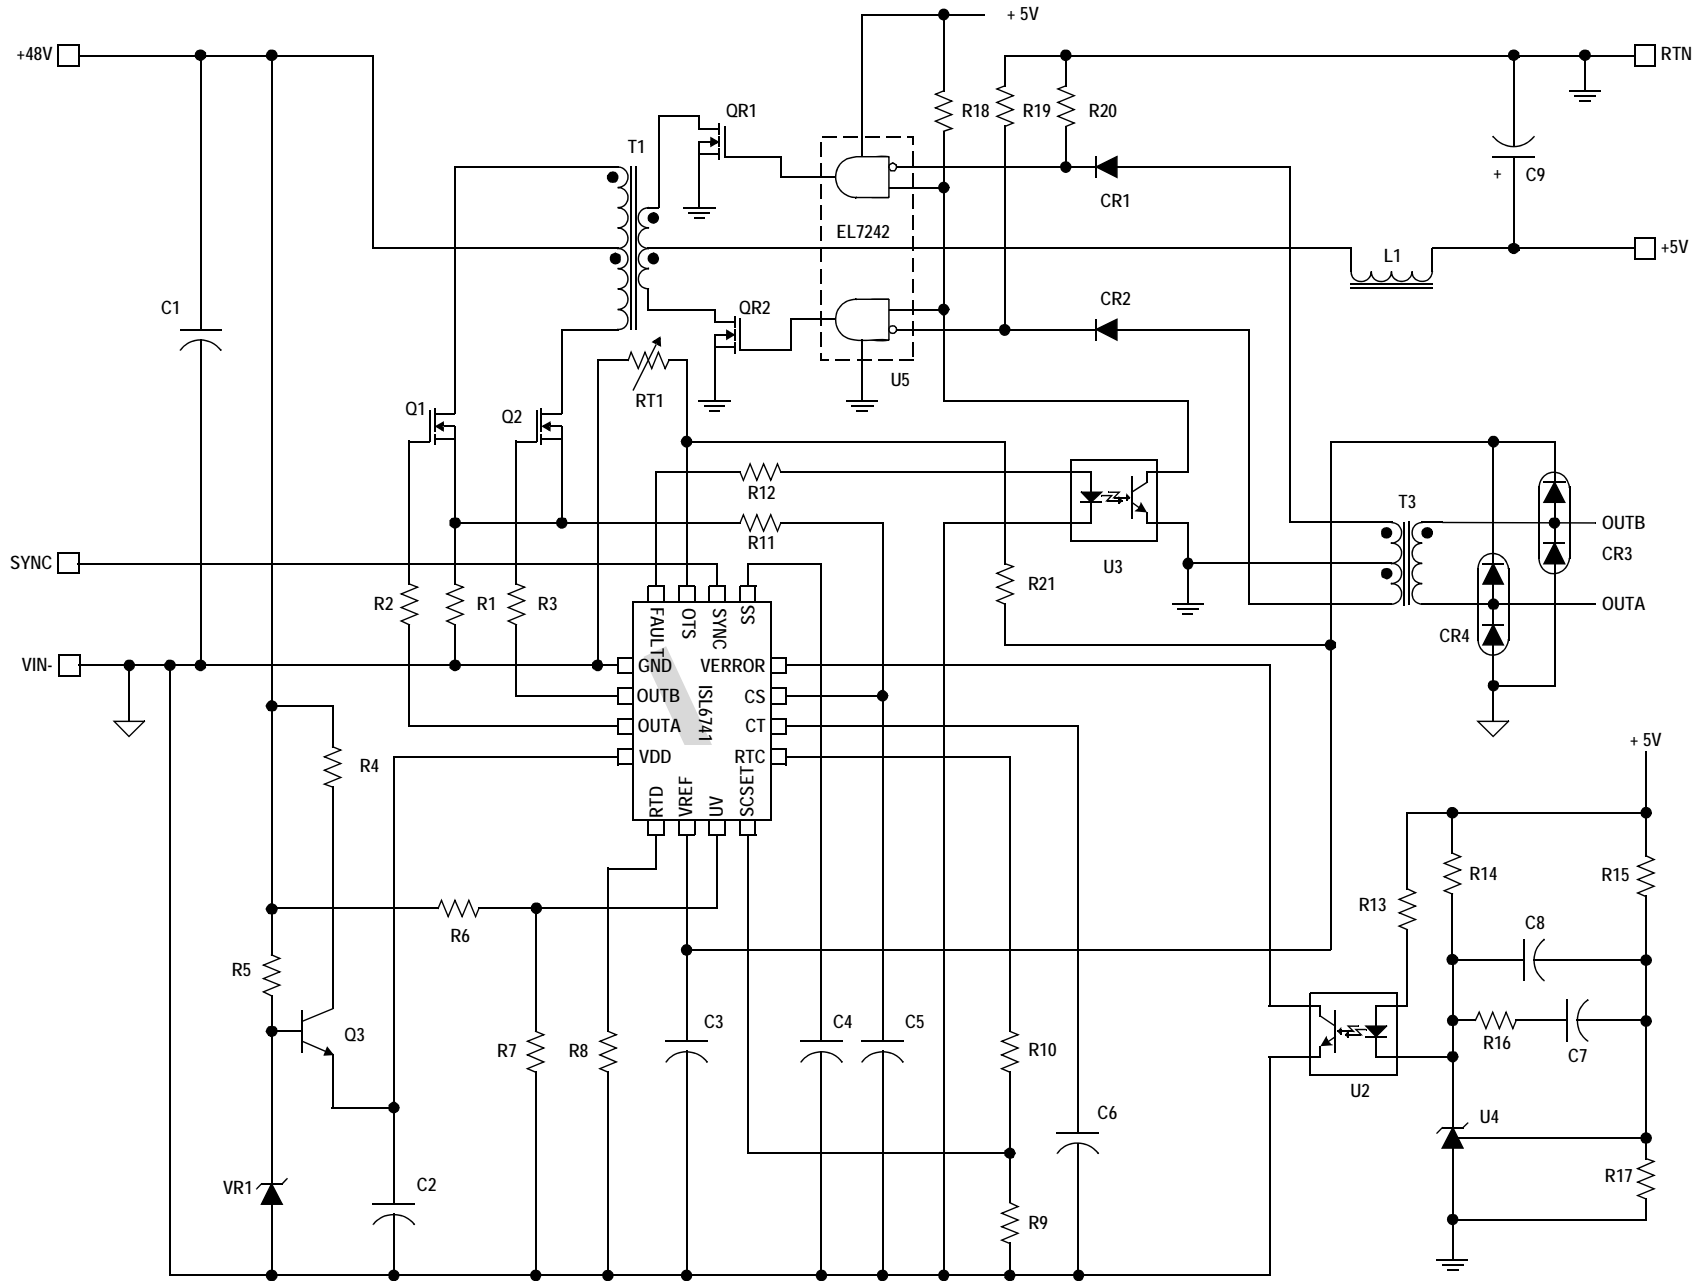 + 5V
+48V
RTN
QR1
R18
R19
R20
T1
CR1
C9
EL7242
+5V
L1
CR2
QR2
C1
U5
RT1
Q1
Q2
R12
T3
OUTB
R11
CR3
SYNC
U3
R21
R2
R1
R3
OUTA
FAULT
OTS
SYNC
SS
CR4
VIN-
GND
VERROR
OUTB
CS
ISL6741
OUTA
CT
VDD
RTC
R4
+ 5V
RTD
VREF
UV
SCSET
R14
R15
R13
C8
R6
R5
C3
C4
C5
Q3
R7
R8
R10
R16
C7
U2
C6
U4
VR1
C2
R17
R9